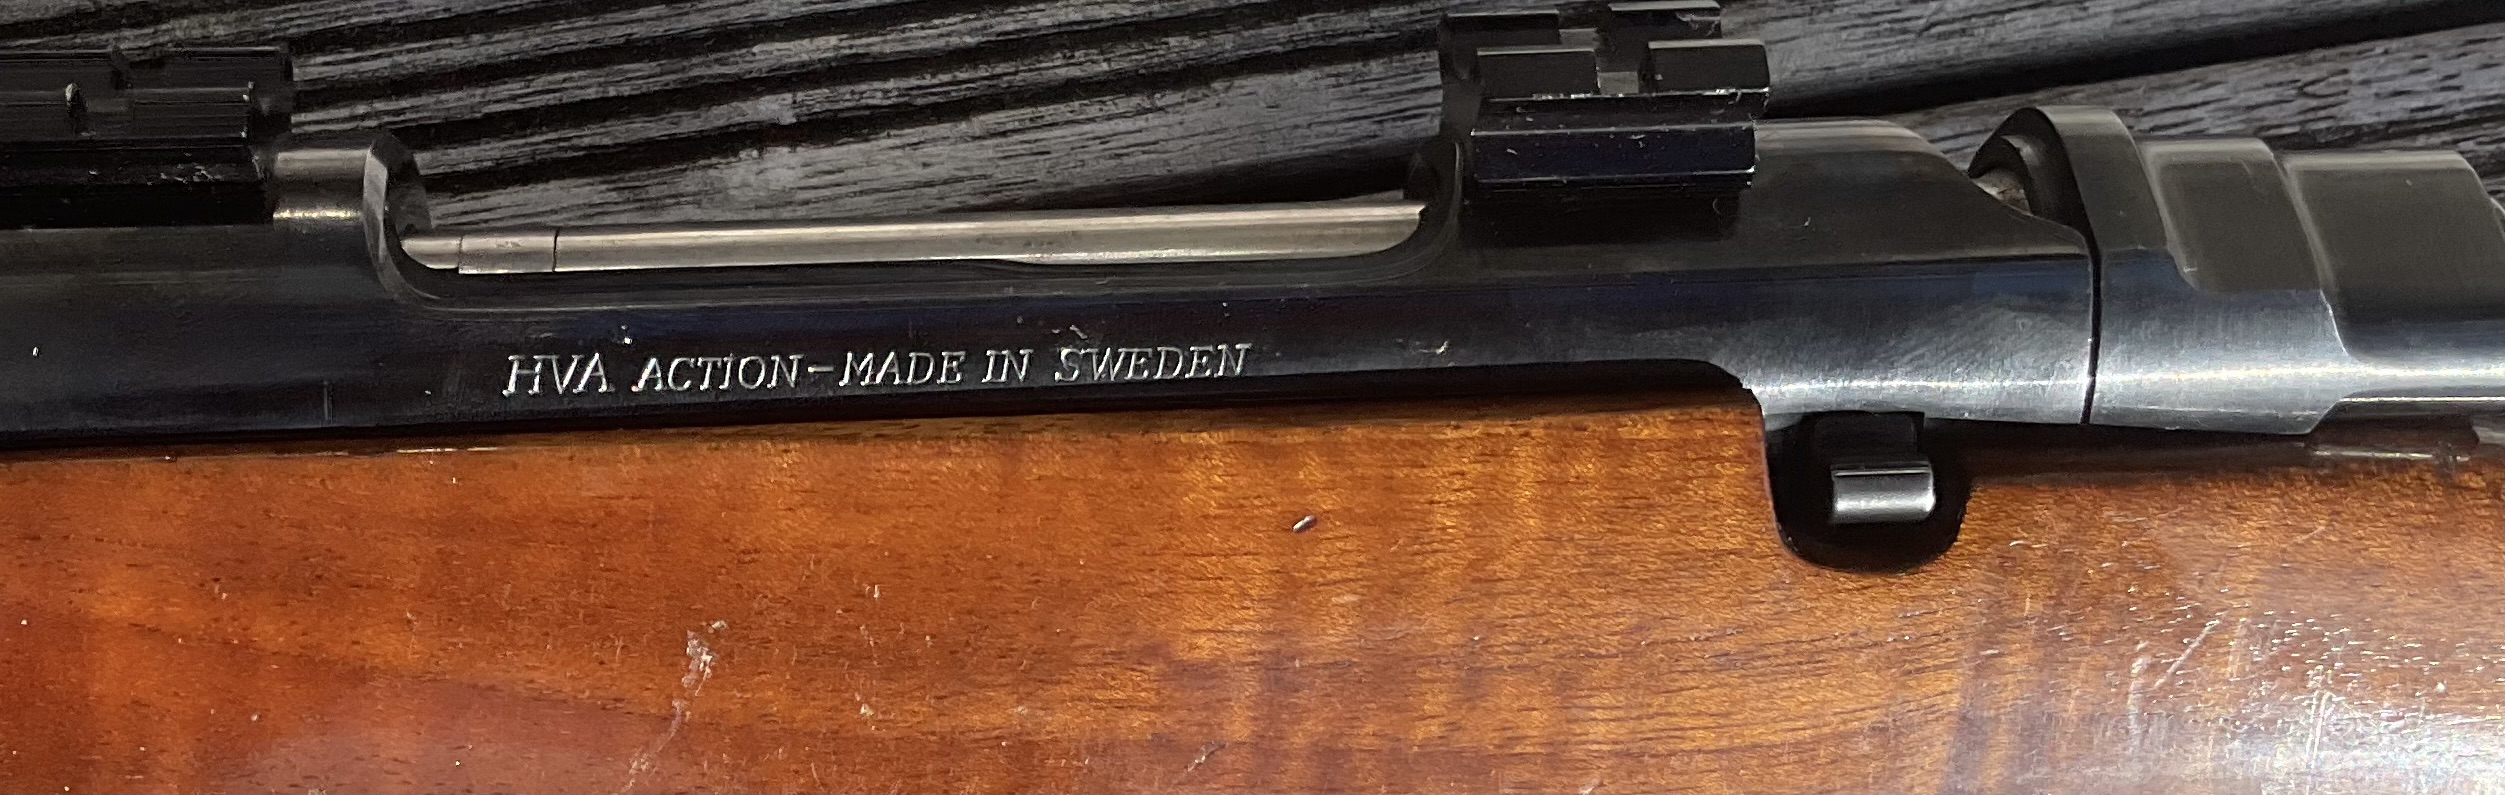 HVA ACTION-MADE IN SWEDEN